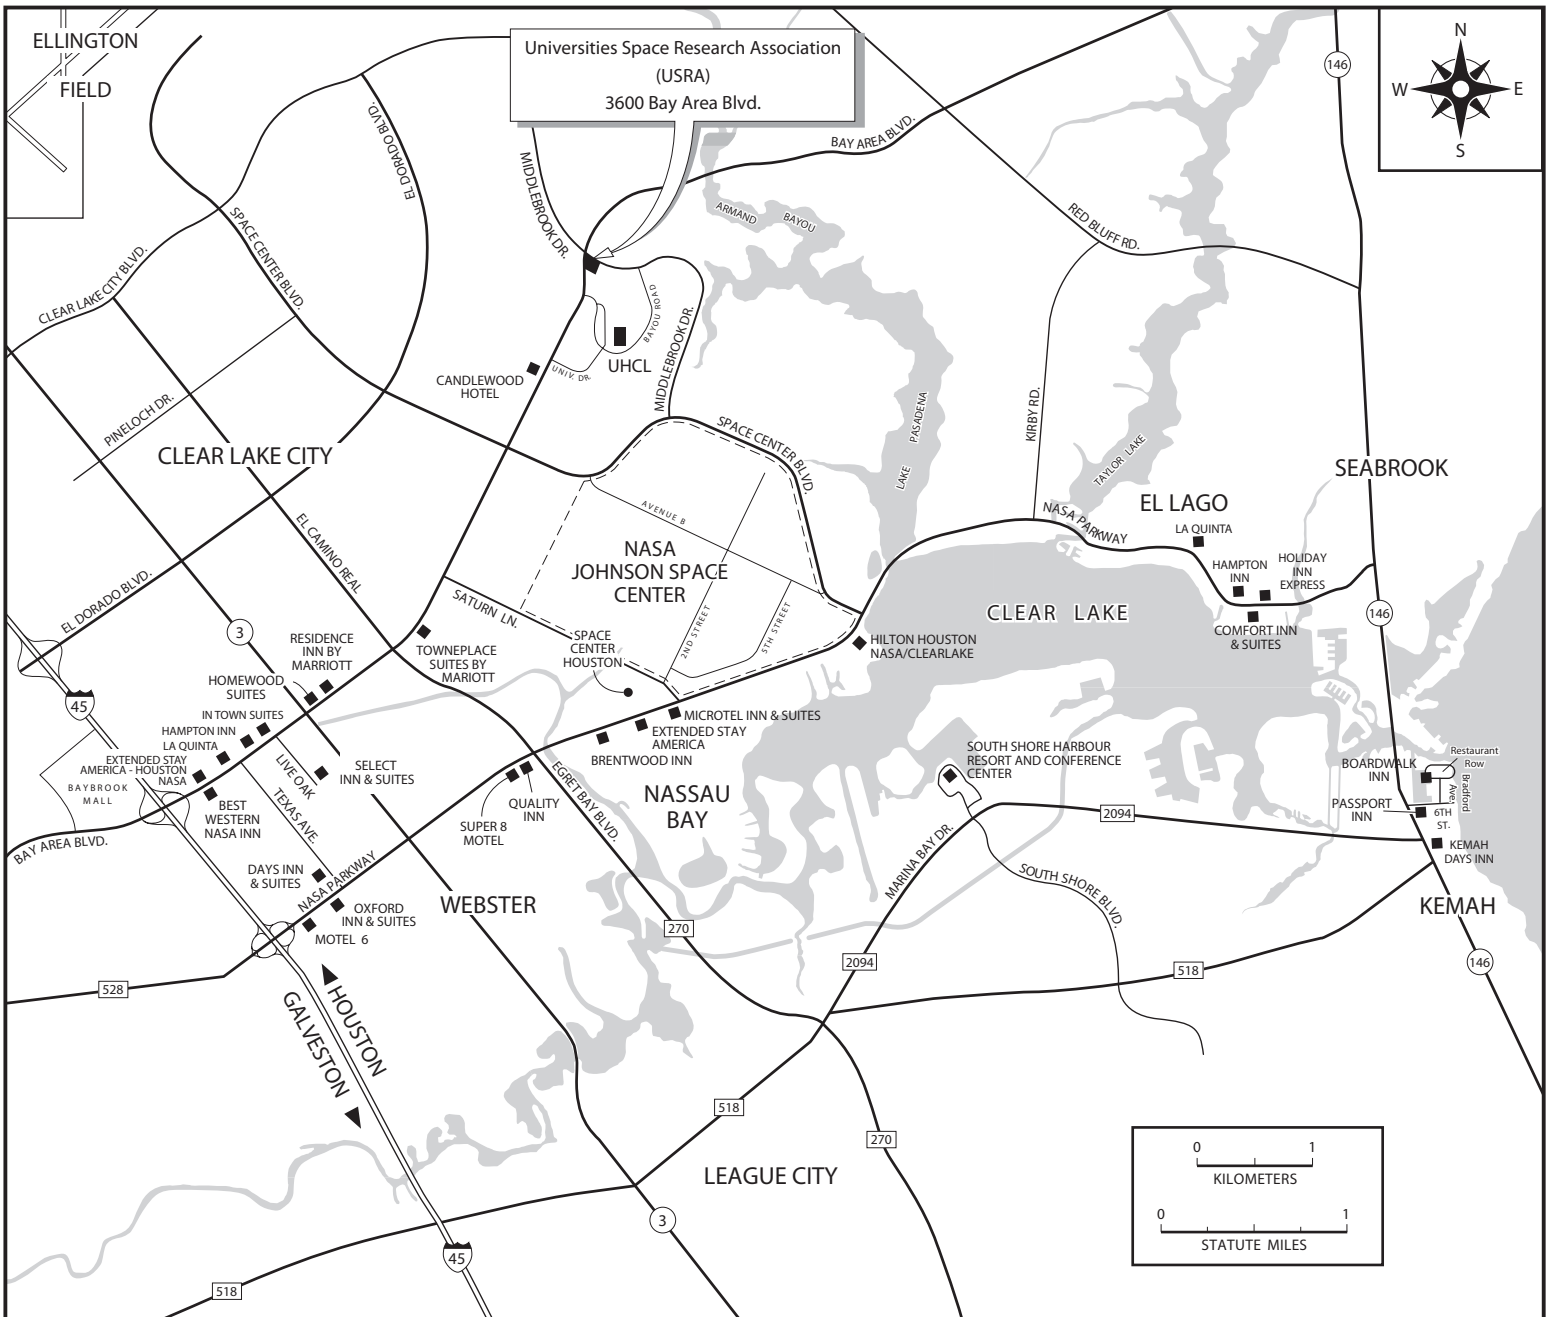 ELLINGTON
FIELD
Universities Space Research Association
(USRA)
3600 Bay Area Blvd.
146
N
W
E
S
EL DORADO BLVD.
MIDDLEBROOK DR.
BAY AREA BLVD.
ARMAND
BAYOU
RED BLUFF RD.
SPACE CENTER BLVD.
CLEAR LAKE CITY BLVD.
BAYOU ROAD
UHCL
UNIV. DR.
MIDDLEBROOK DR.
CANDLEWOOD
HOTEL
PINELOCH DR.
CLEAR LAKE CITY
SPACE CENTER BLVD.
LAKE PASADENA
KIRBY RD.
TAYLOR LAKE
SEABROOK
EL LAGO
LA QUINTA
NASA PARKWAY
HAMPTON
INN
HOLIDAY
INN
EXPRESS
COMFORT INN
& SUITES
146
CLEAR LAKE
AVENUE B
NASA
JOHNSON SPACE
CENTER
2ND STREET
5TH STREET
SATURN LN.
SPACE
CENTER
HOUSTON
HILTON HOUSTON
NASA/CLEARLAKE
EL CAMINO REAL
EL DORADO BLVD.
3
RESIDENCE
INN BY
MARRIOTT
TOWNEPLACE
SUITES BY
MARIOTT
HOMEWOOD
SUITES
45
IN TOWN SUITES
HAMPTON INN
LA QUINTA
EXTENDED STAY
AMERICA - HOUSTON
NASA
BAYBROOK
MALL
BEST
WESTERN
NASA INN
LIVE OAK
TEXAS AVE.
SELECT
INN & SUITES
MICROTEL INN & SUITES
EXTENDED STAY
AMERICA
BRENTWOOD INN
QUALITY
INN
SUPER 8
MOTEL
EGRET BAY BLVD.
NASSAU
BAY
SOUTH SHORE HARBOUR
RESORT AND CONFERENCE
CENTER
BOARDWALK
INN
Restaurant
Row
Bradford
Ave.
PASSPORT
INN
6TH
ST.
KEMAH
DAYS INN
2094
MARINA BAY DR.
SOUTH SHORE BLVD.
KEMAH
BAY AREA BLVD.
DAYS INN
& SUITES
NASA PARKWAY
OXFORD
INN & SUITES
MOTEL 6
WEBSTER
270
2094
518
146
528
HOUSTON
GALVESTON
518
270
LEAGUE CITY
3
45
518
0
1
KILOMETERS
0
1
STATUTE MILES